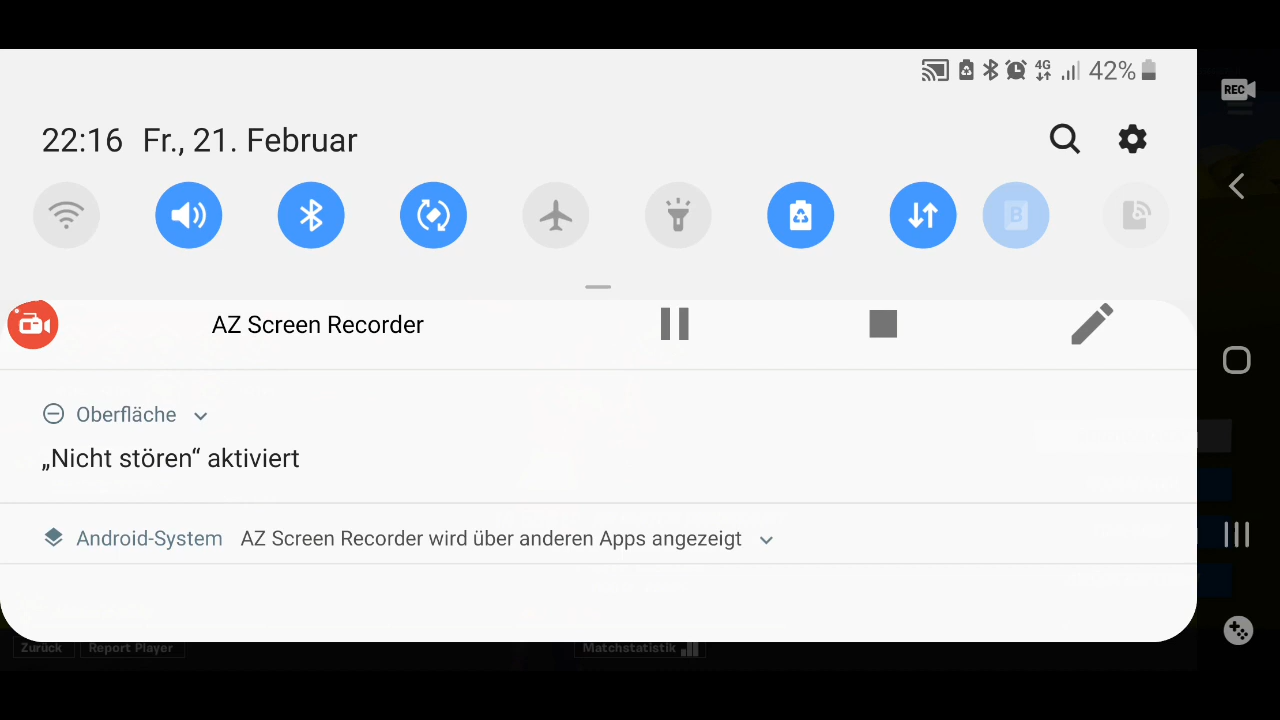 4G 42%
REC
22:16 Fr., 21. Februar
B
AZ Screen Recorder
Oberfläche
„Nicht stören“ aktiviert
Android-System AZ Screen Recorder wird über anderen Apps angezeigt
Zurück Report Player Matchstatistik